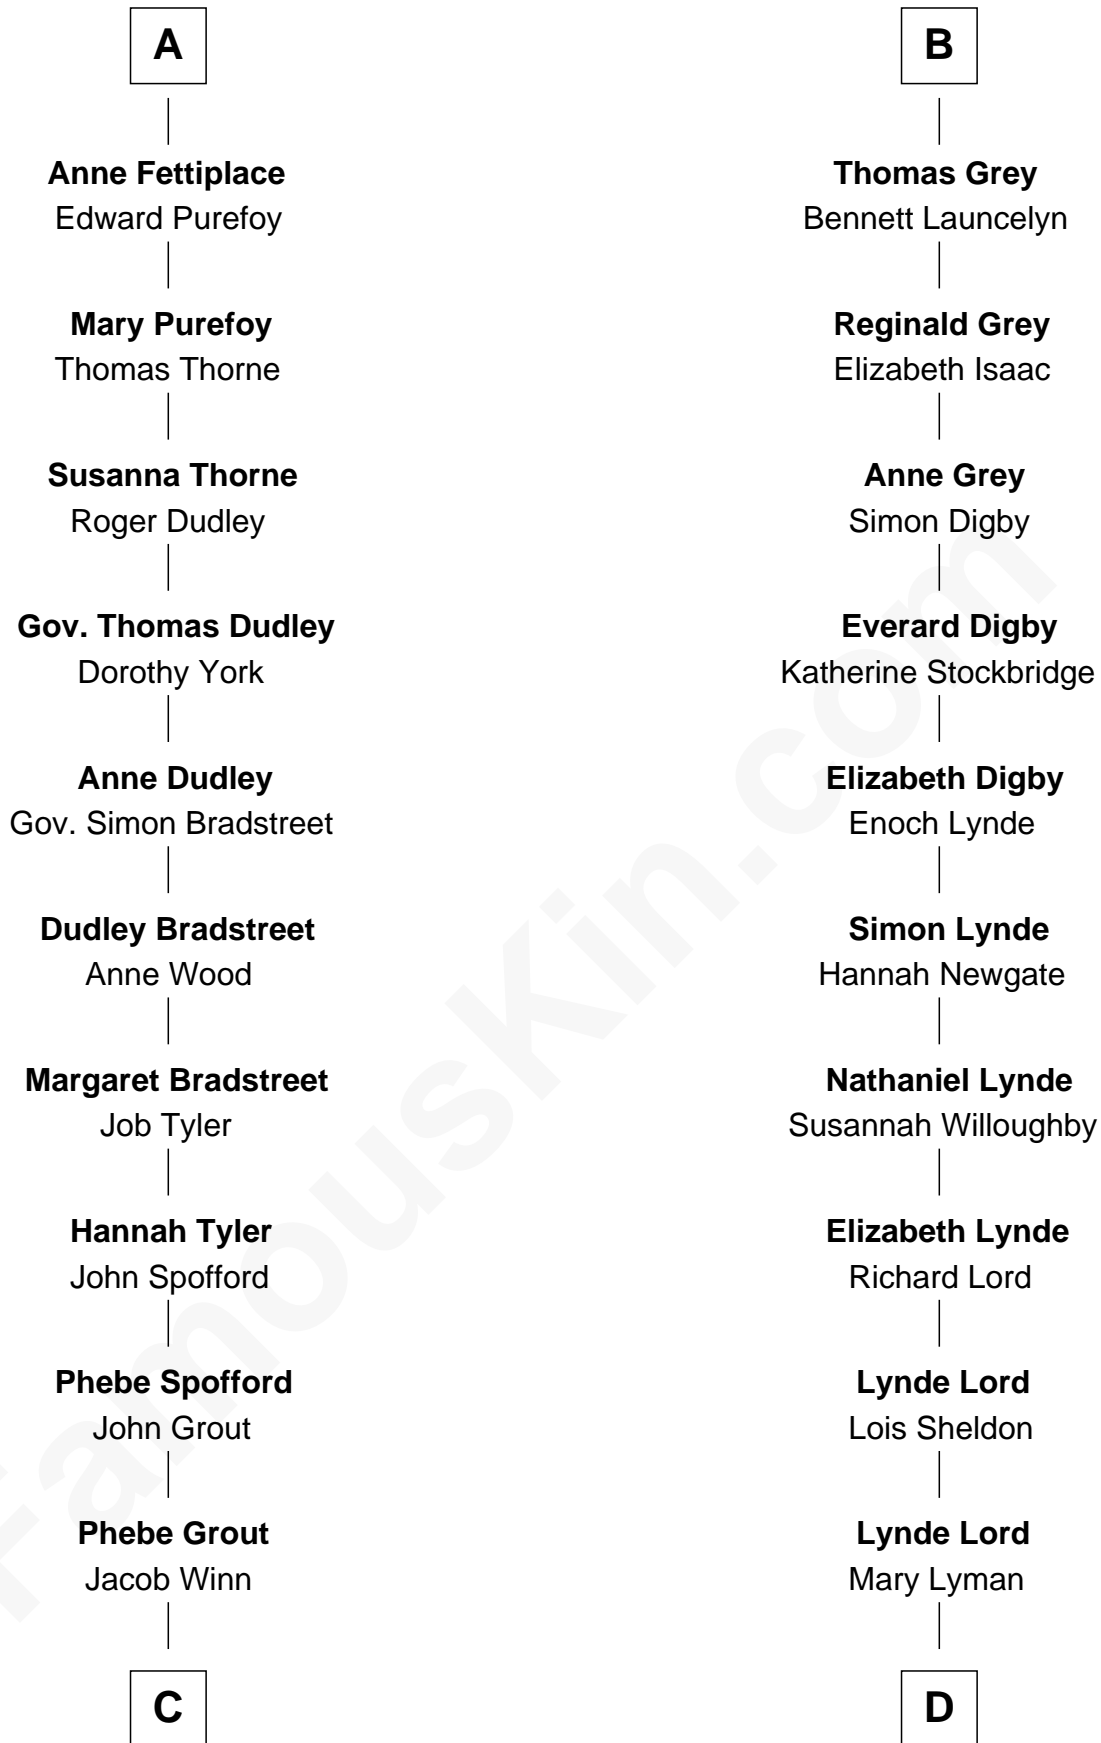 A
Anne Fettiplace
Edward Purefoy
Mary Purefoy
Thomas Thorne
Susanna Thorne
Roger Dudley
Gov. Thomas Dudley
Dorothy York
Anne Dudley
Gov. Simon Bradstreet
Dudley Bradstreet
Anne Wood
Margaret Bradstreet
Job Tyler
Hannah Tyler
John Spofford
Phebe Spofford
John Grout
Phebe Grout
Jacob Winn
C
B
Thomas Grey
Bennett Launcelyn
Reginald Grey
Elizabeth Isaac
Anne Grey
Simon Digby
Everard Digby
Katherine Stockbridge
Elizabeth Digby
Enoch Lynde
Simon Lynde
Hannah Newgate
Nathaniel Lynde
Susannah Willoughby
Elizabeth Lynde
Richard Lord
Lynde Lord
Lois Sheldon
Lynde Lord
Mary Lyman
D
FamousKin.com